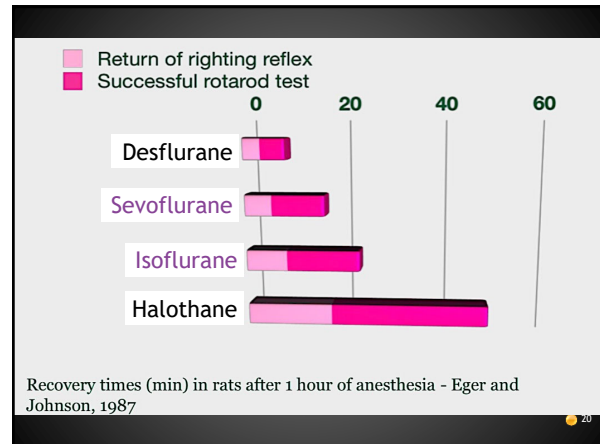 Return of righting reflex
Successful rotarod test
0 20 40 60
Desflurane
Sevoflurane
Isoflurane
Halothane
Recovery times (min) in rats after 1 hour of anesthesia - Eger and
Johnson, 1987
20